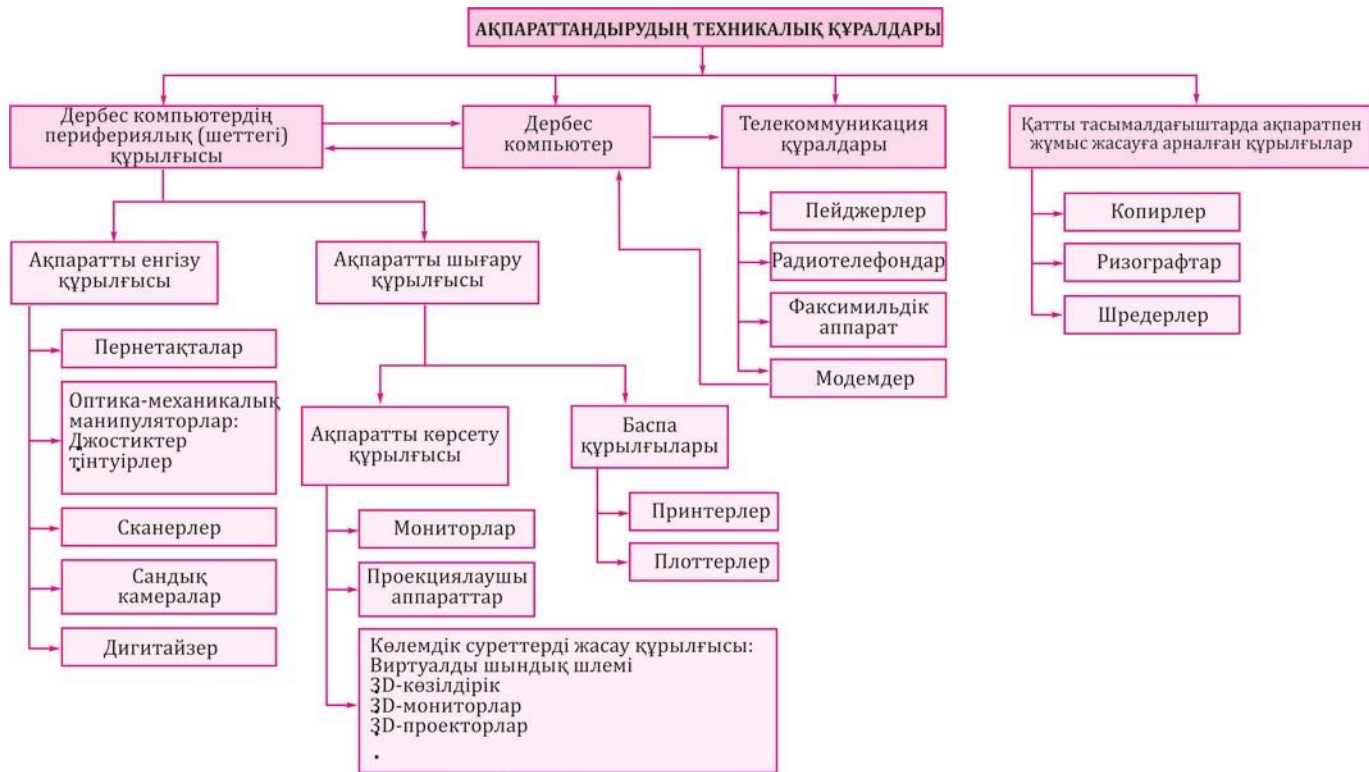 АҚПАРАТТАНДЫРУДЫҢ ТЕХНИКАЛЫҚ ҚҰРАЛДАРЫ
Дербес компьютердің
перифериялық (шеттегі)
құрылғысы
Дербес
компьютер
Телекоммуникация
құралдары
Қатты тасымалдағыштарда ақпаратпен
жұмыс жасауға арналған құрылғылар
Ақпаратты енгізу
құрылғысы
Пернетақталар
Оптика-механикалық
манипуляторлар:
Джостиктер
тінтуірлер
Сканерлер
Сандық
камералар
Дигитайзер
Ақпаратты шығару
құрылғысы
Ақпаратты көрсету
құрылғысы
Мониторлар
Проекциялаушы
аппараттар
Көлемдік суреттерді жасау құрылғысы:
Виртуалды шындық шлемі
3D-көзілдірік
3D-мониторлар
3D-проекторлар
Баспа
құрылғылары
Принтерлер
Плоттерлер
Пейджерлер
Радиотелефондар
Факсимильдік
аппарат
Модемдер
Копирлер
Ризографтар
Шредерлер